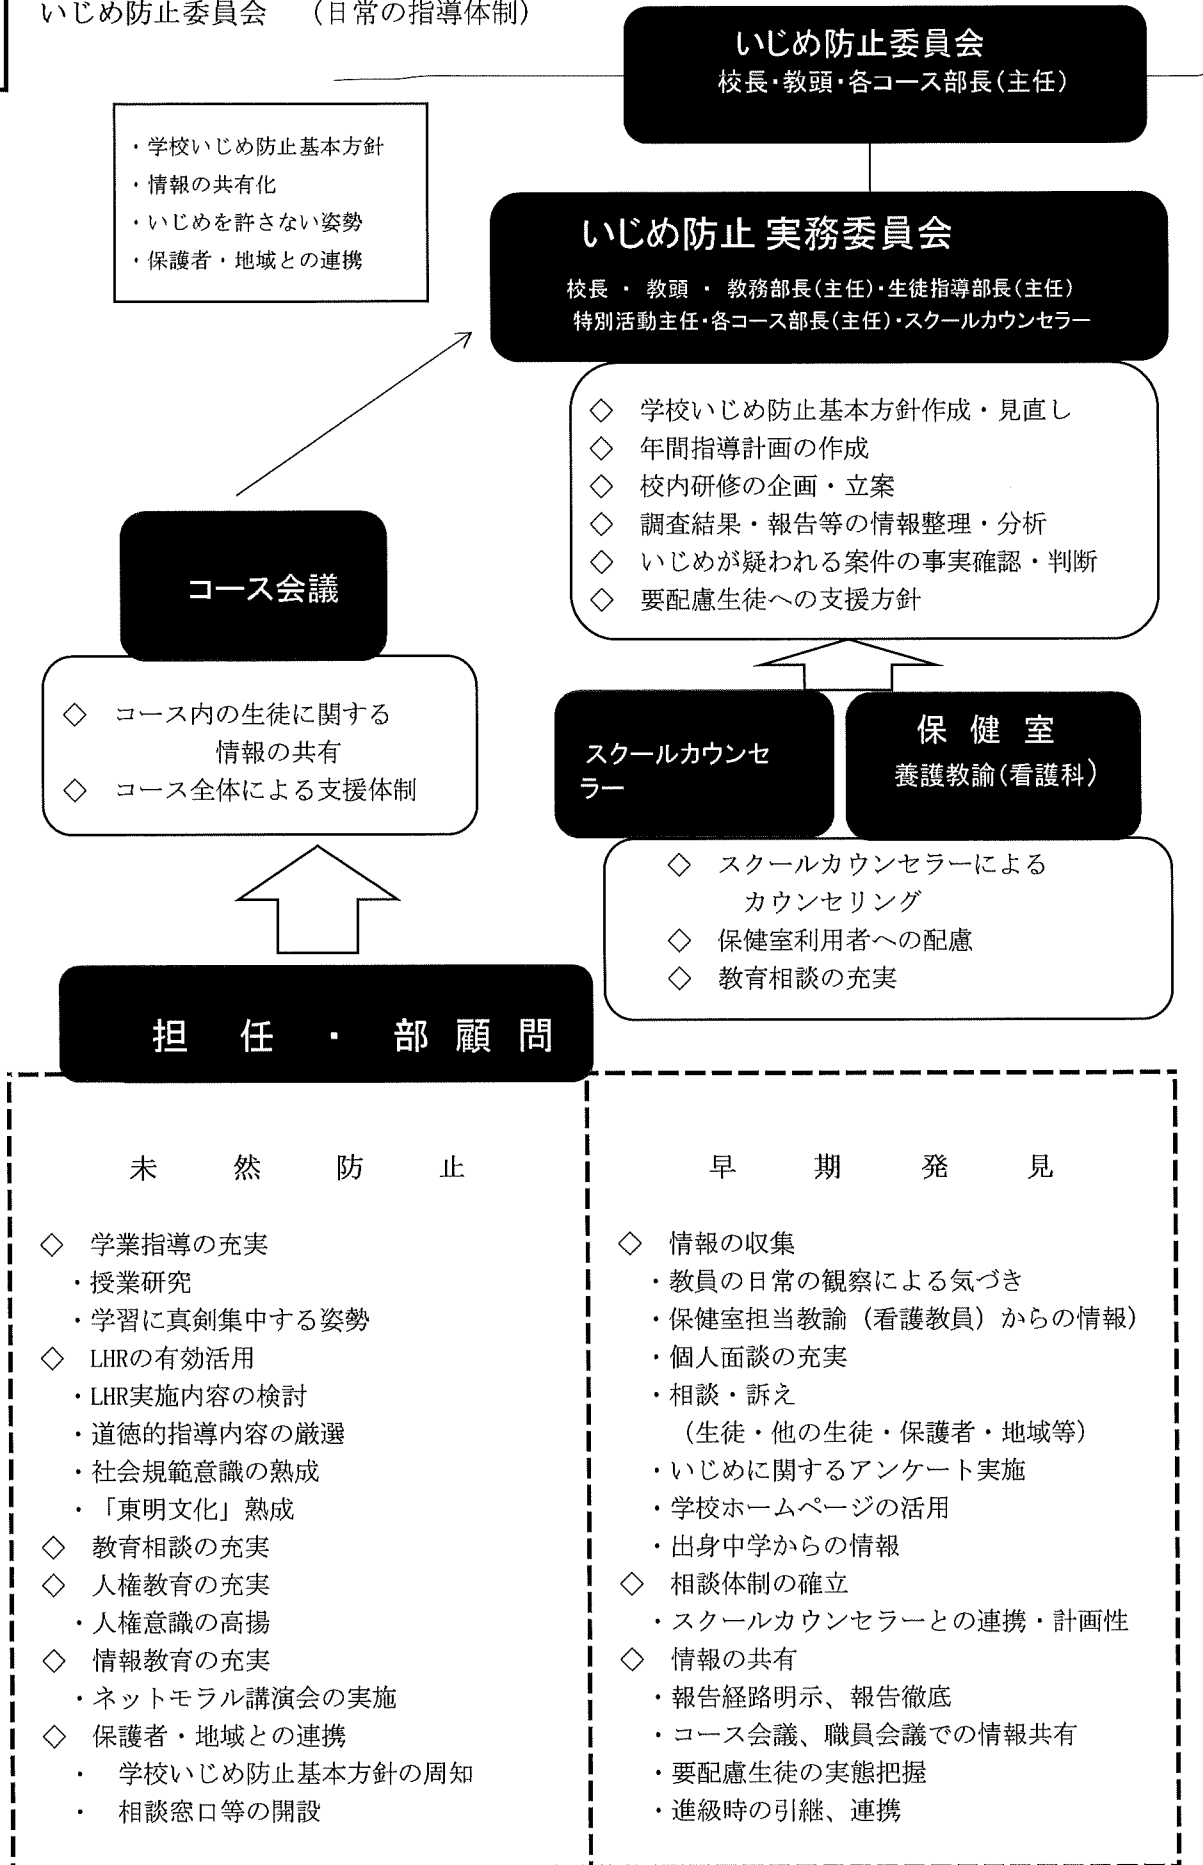 いじめ防止委員会　（日常の指導体制）
いじめ防止委員会
校長・教頭・各コース部長（主任）
・学校いじめ防止基本方針
・情報の共有化
・いじめを許さない姿勢
・保護者・地域との連携
いじめ防止 実務委員会
校長 ・ 教頭 ・ 教務部長（主任）・生徒指導部長（主任）
特別活動主任・各コース部長（主任）・スクールカウンセラー
◇　学校いじめ防止基本方針作成・見直し
◇　年間指導計画の作成
◇　校内研修の企画・立案
◇　調査結果・報告等の情報整理・分析
◇　いじめが疑われる案件の事実確認・判断
◇　要配慮生徒への支援方針
コース会議
◇　コース内の生徒に関する
情報の共有
◇　コース全体による支援体制
スクールカウンセ
ラー
保 健 室
養護教諭（看護科）
◇　スクールカウンセラーによる
カウンセリング
◇　保健室利用者への配慮
◇　教育相談の充実
担 任 ・ 部 顧 問
未 然 防 止
◇　学業指導の充実
・授業研究
・学習に真剣集中する姿勢
◇　LHRの有効活用
・LHR実施内容の検討
・道徳的指導内容の厳選
・社会規範意識の熟成
・「東明文化」熟成
◇　教育相談の充実
◇　人権教育の充実
・人権意識の高揚
◇　情報教育の充実
・ネットモラル講演会の実施
◇　保護者・地域との連携
・　学校いじめ防止基本方針の周知
・　相談窓口等の開設
早 期 発 見
◇　情報の収集
・教員の日常の観察による気づき
・保健室担当教諭（看護教員）からの情報）
・個人面談の充実
・相談・訴え
（生徒・他の生徒・保護者・地域等）
・いじめに関するアンケート実施
・学校ホームページの活用
・出身中学からの情報
◇　相談体制の確立
・スクールカウンセラーとの連携・計画性
◇　情報の共有
・報告経路明示、報告徹底
・コース会議、職員会議での情報共有
・要配慮生徒の実態把握
・進級時の引継、連携